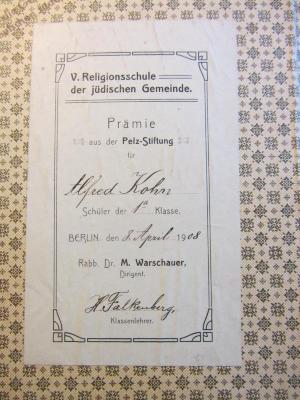 V. Religionsschule
der jüdischen Gemeinde.
Prämie
aus der Pelz-Stiftung
für
Alfred Kohn
Schüler der 1a Klasse.
BERLIN, den 8. April 1908
Rabb. Dr. M. Warschauer,
Dirigent.
H. Falkenberg,
Klassenlehrer.